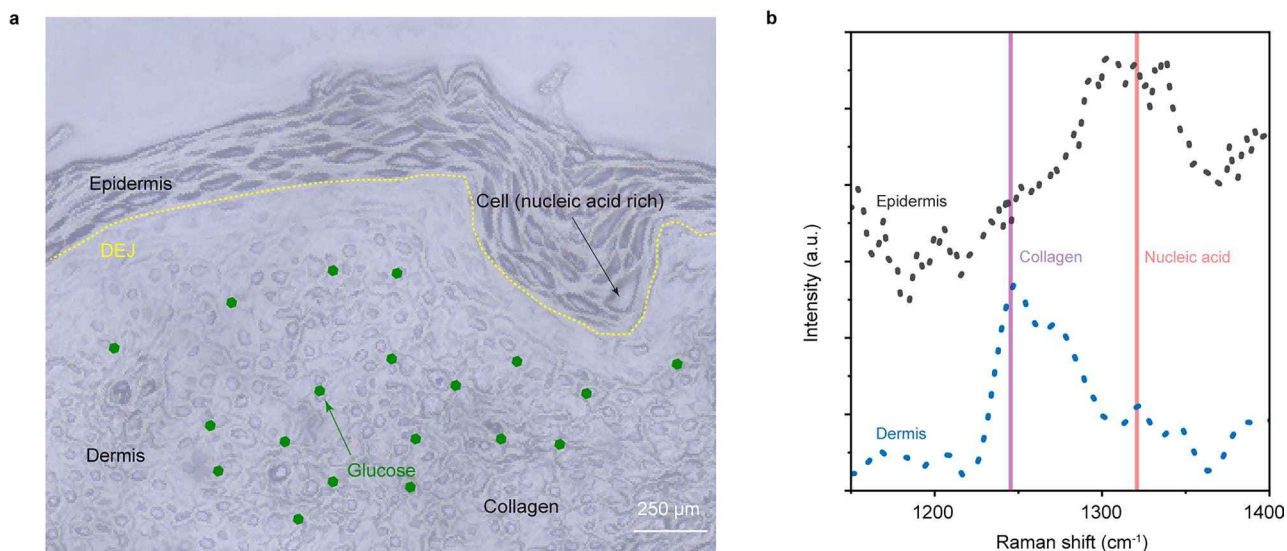 a
Epidermis
Cell (nucleic acid rich)
DEJ
Glucose
Dermis
Collagen
250 μm
b
Intensity (a.u.)
Epidermis
Collagen
Nucleic acid
Dermis
1200
1300
1400
Raman shift (cm⁻¹)